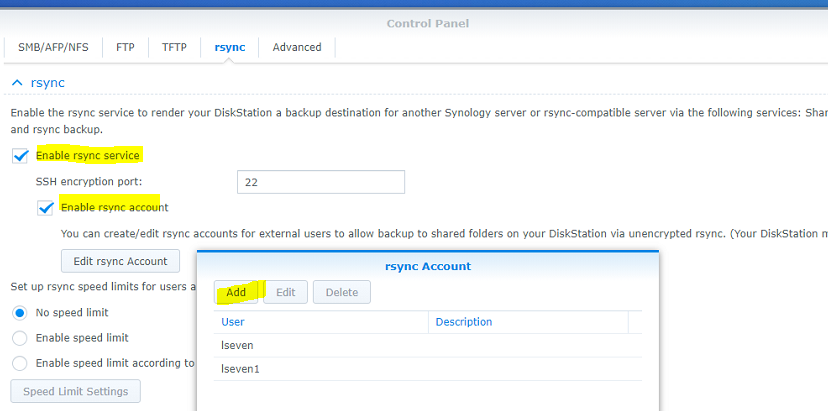 Control Panel
SMB/AFP/NFS FTP TFTP rsync Advanced
rsync
Enable the rsync service to render your DiskStation a backup destination for another Synology server or rsync-compatible server via the following services: Shar
and rsync backup.
Enable rsync service
SSH encryption port: 22
Enable rsync account
You can create/edit rsync accounts for external users to allow backup to shared folders on your DiskStation via unencrypted rsync. (Your DiskStation m
Edit rsync Account
rsync Account
Set up rsync speed limits for users a
Add Edit Delete
No speed limit
User Description
Enable speed limit
lseven
Enable speed limit according to
lseven1
Speed Limit Settings